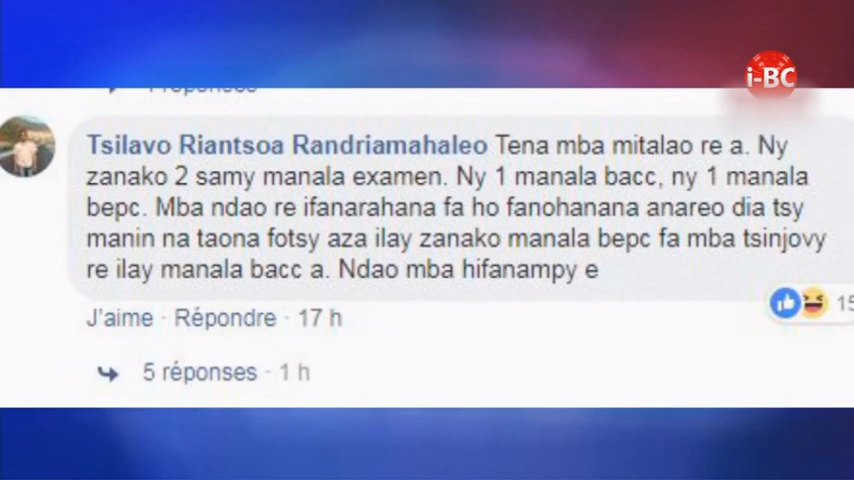 i-BC
Tsilavo Riantsoa Randriamahaleo Tena mba mitalao re a. Ny
zanako 2 samy manala examen. Ny 1 manala bacc, ny 1 manala
bepc. Mba ndao re ifanarahana fa ho fanohanana anareo dia tsy
manin na taona fotsy aza ilay zanako manala bepc fa mba tsinjovy
re ilay manala bacc a. Ndao mba hifanampy e
15
J'aime · Répondre · 17 h
5 réponses · 1 h